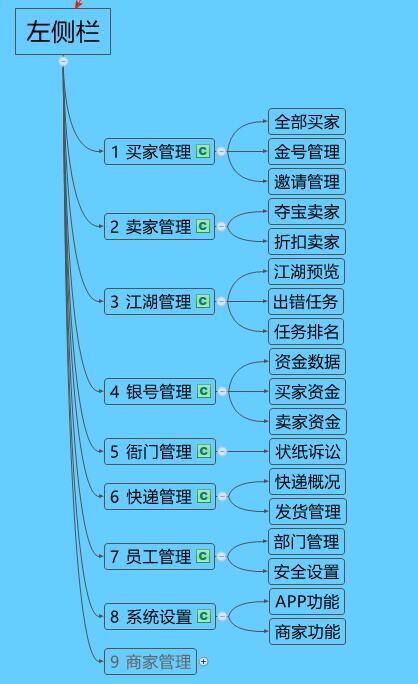 左侧栏
1 买家管理
全部买家
金号管理
邀请管理
2 卖家管理
夺宝卖家
折扣卖家
3 江湖管理
江湖预览
出错任务
任务排名
4 银号管理
资金数据
买家资金
卖家资金
5 衙门管理
状纸诉讼
6 快递管理
快递概况
发货管理
7 员工管理
部门管理
安全设置
8 系统设置
APP功能
商家功能
9 商家管理